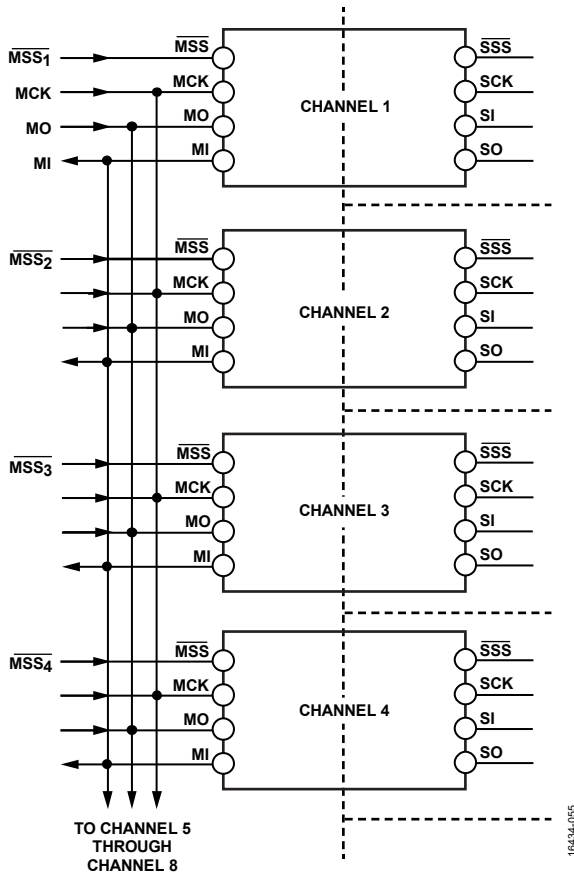 MSS1 MSS SSS
MCK MCK SCK
CHANNEL 1
MO MO SI
MI MI SO
MSS2 MSS SSS
MCK SCK
CHANNEL 2
MO SI
MI SO
MSS3 MSS SSS
MCK SCK
CHANNEL 3
MO SI
MI SO
MSS4 MSS SSS
MCK SCK
CHANNEL 4
MO SI
MI SO
TO CHANNEL 5
THROUGH
CHANNEL 8
16434-055